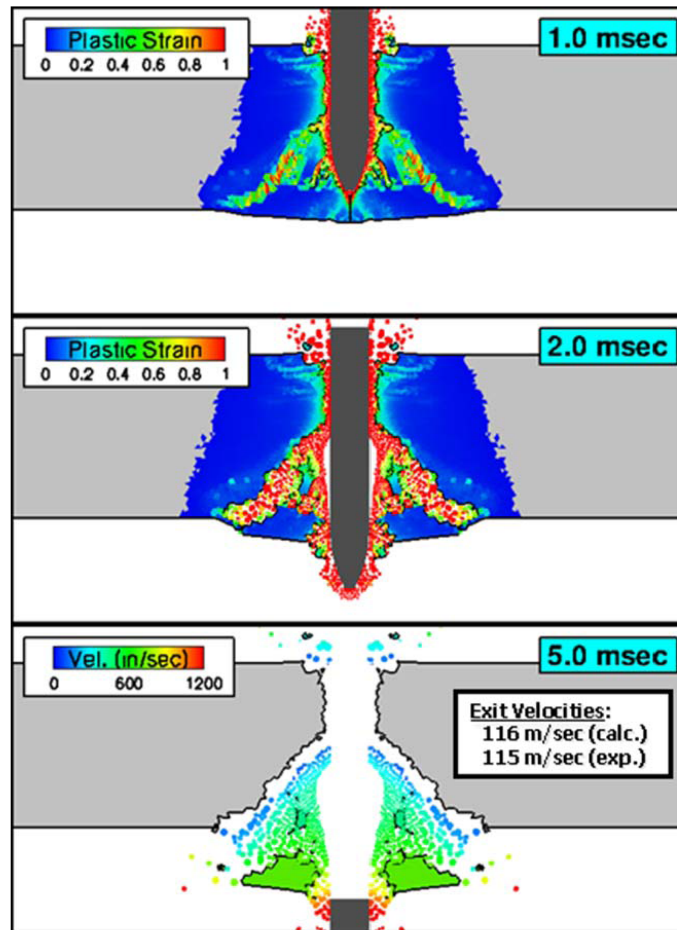 Plastic Strain
0 0.2 0.4 0.6 0.8 1
1.0 msec
Plastic Strain
0 0.2 0.4 0.6 0.8 1
2.0 msec
Vel. (in/sec)
0 600 1200
5.0 msec
Exit Velocities:
116 m/sec (calc.)
115 m/sec (exp.)